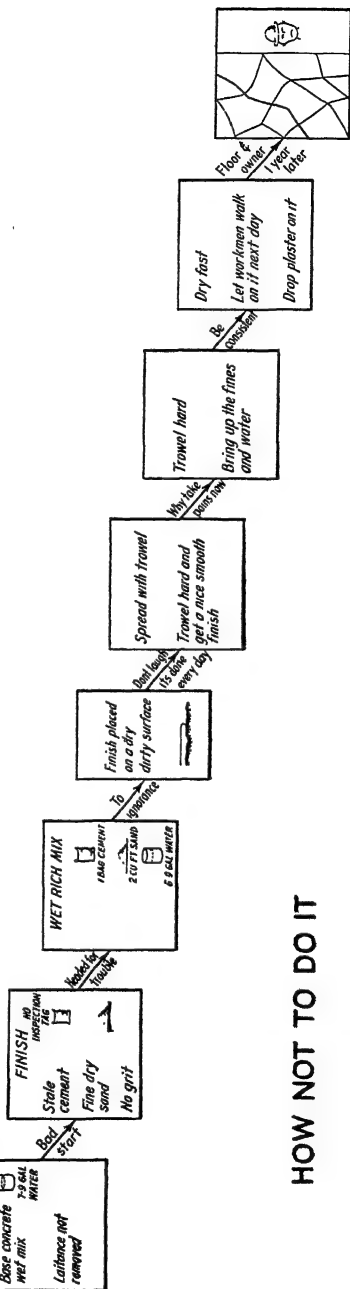 Base concrete
wet mix
7-9 GAL
WATER
Laitance not
removed
Bad
start
FINISH
NO
INSPECTION
TAG
Stale
cement
Fine dry
sand
No grit
Headed for
trouble
WET RICH MIX
1 BAG CEMENT
2 CU FT SAND
6-9 GAL WATER
To
ignorance
Finish placed
on a dry
dirty surface
Dont laugh
it's done
every day
Spread with trowel
Trowel hard and
get a nice smooth
finish
Why take
pains now
Trowel hard
Bring up the fines
and water
Be
consistent
Dry fast
Let workmen walk
on it next day
Drop plaster on it
Floor &
owner
1 year
later
HOW NOT TO DO IT